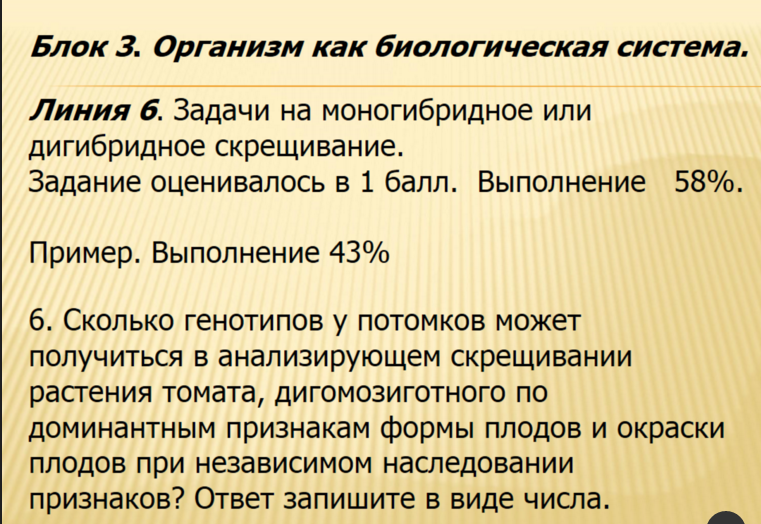 Блок 3. Организм как биологическая система.
Линия 6. Задачи на моногибридное или
дигибридное скрещивание.
Задание оценивалось в 1 балл. Выполнение 58%.
Пример. Выполнение 43%
6. Сколько генотипов у потомков может
получиться в анализирующем скрещивании
растения томата, дигомозиготного по
доминантным признакам формы плодов и окраски
плодов при независимом наследовании
признаков? Ответ запишите в виде числа.